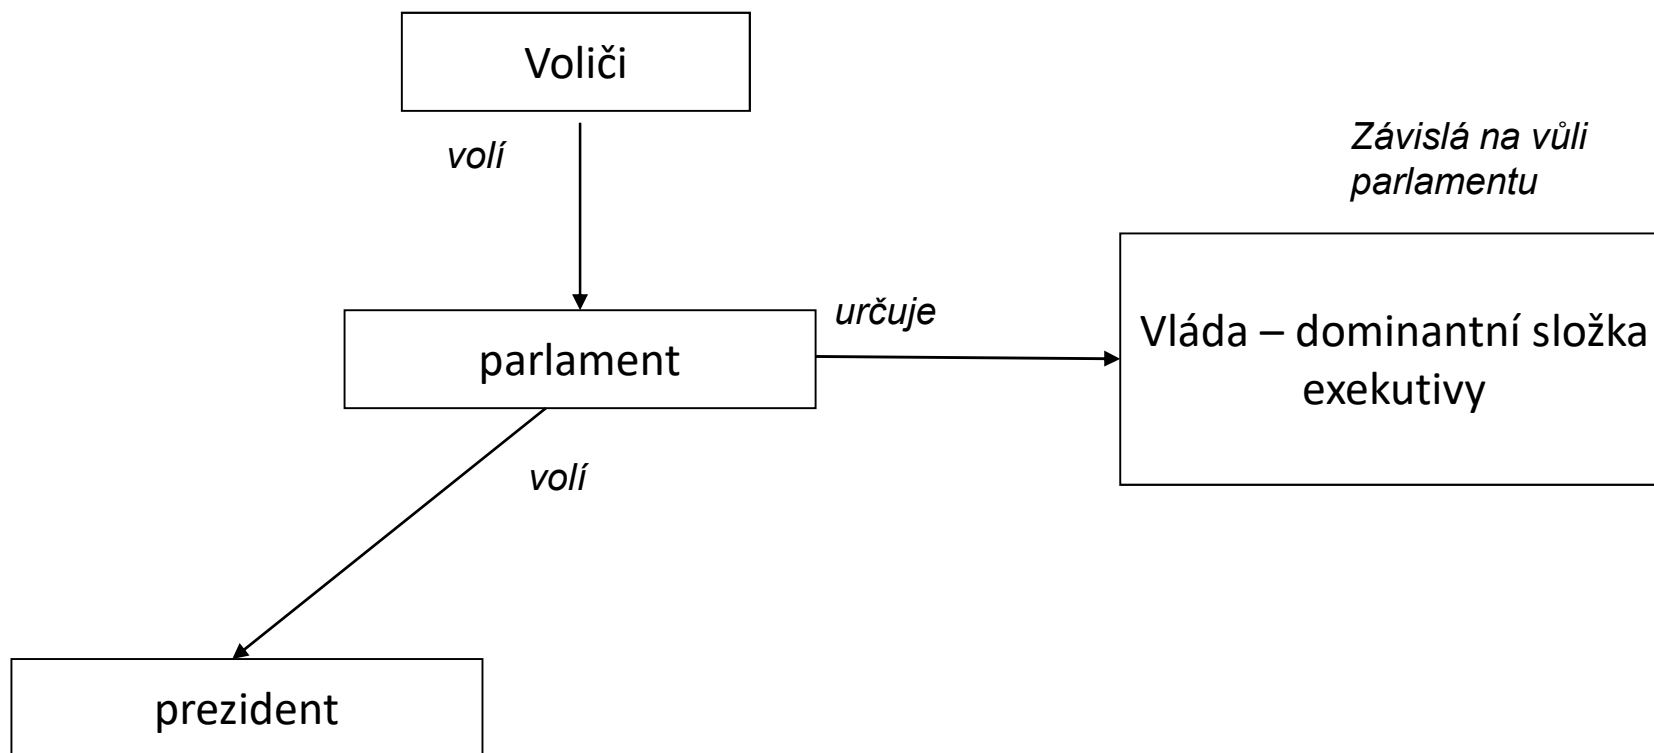 Voliči
volí
Závislá na vůli
parlamentu
určuje
Vláda – dominantní složka
exekutivy
parlament
volí
prezident